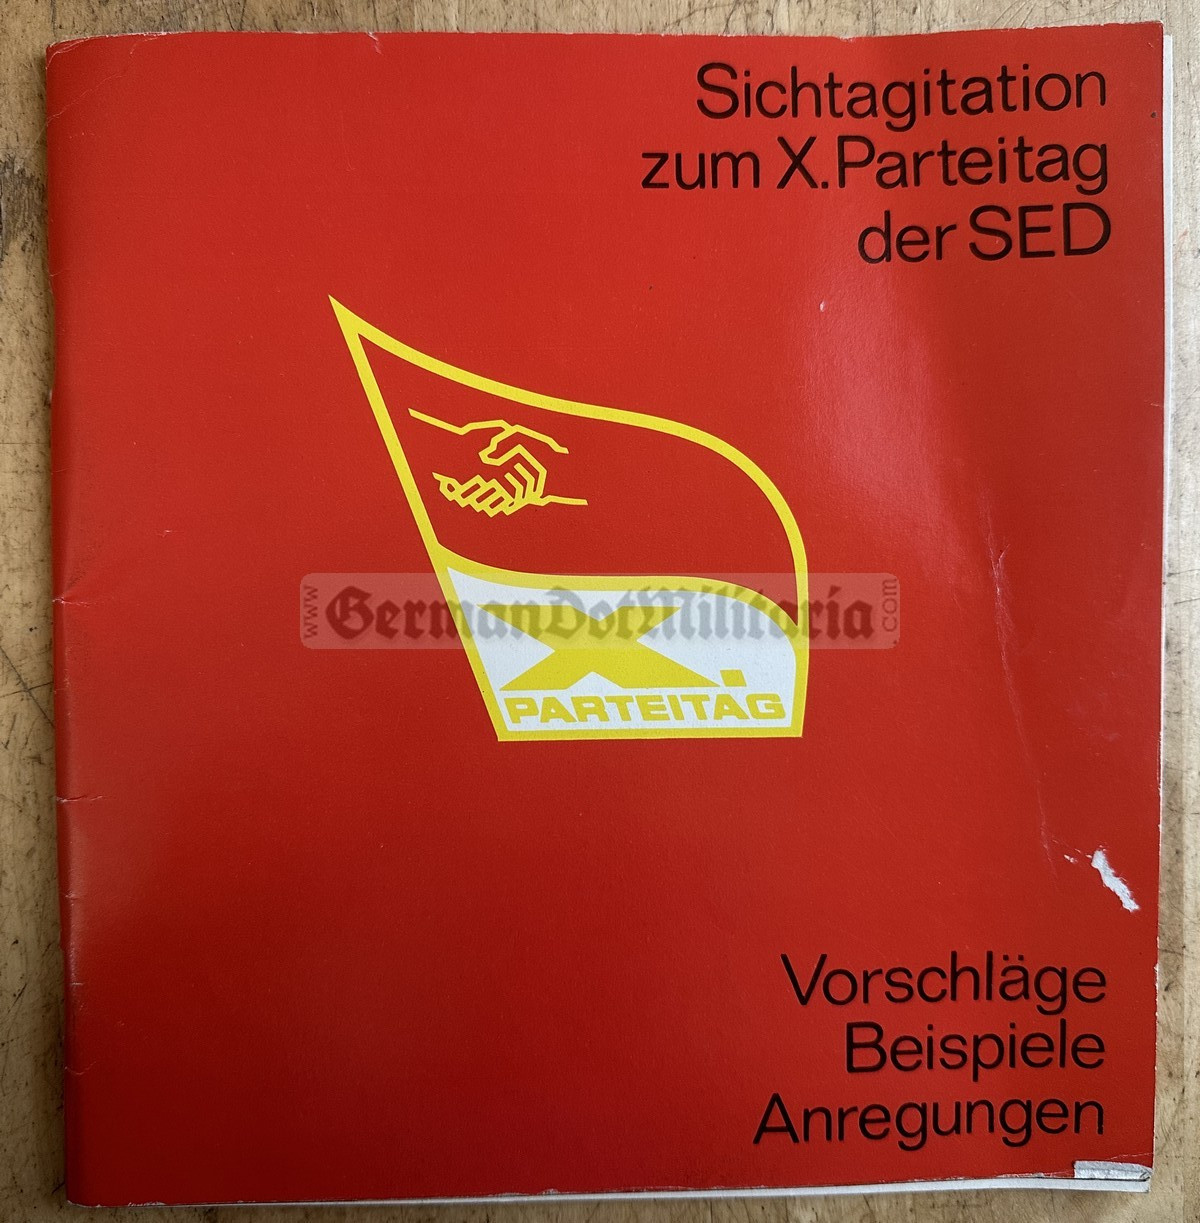 Sichtagitation
zum X. Parteitag
der SED
www.GermanDotMilitaria.com
X.
PARTEITAG
Vorschläge
Beispiele
Anregungen